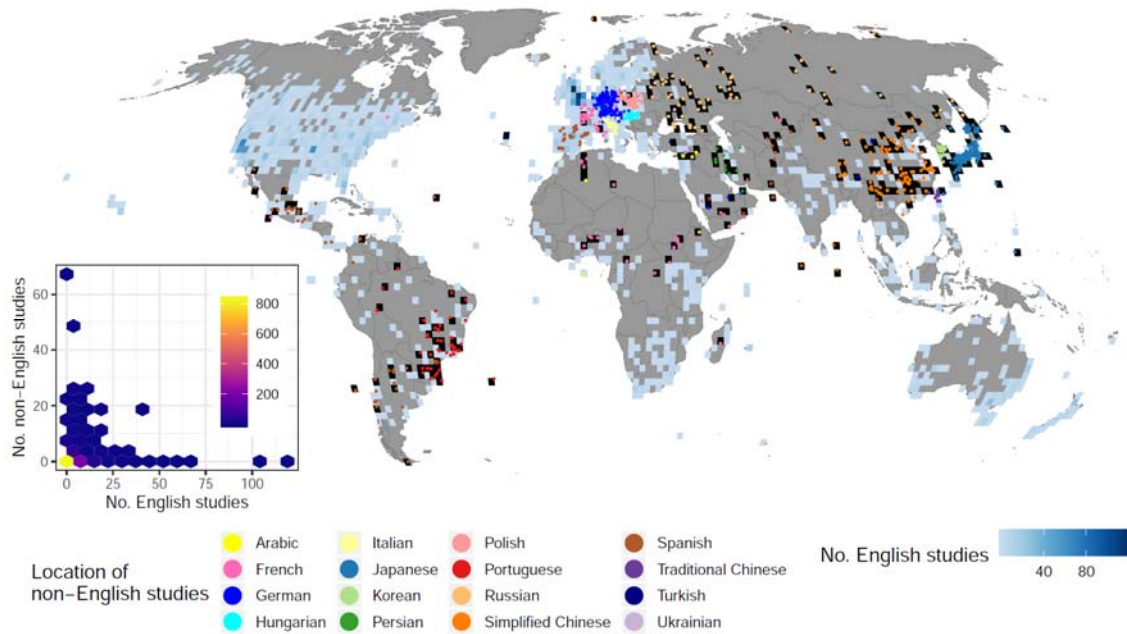 No. non-English studies
60
40
20
0
800
600
400
200
0
25
50
75
100
No. English studies
Location of
non-English studies
Arabic
French
German
Hungarian
Italian
Japanese
Korean
Persian
Polish
Portuguese
Russian
Simplified Chinese
Spanish
Traditional Chinese
Turkish
Ukrainian
No. English studies
40 80